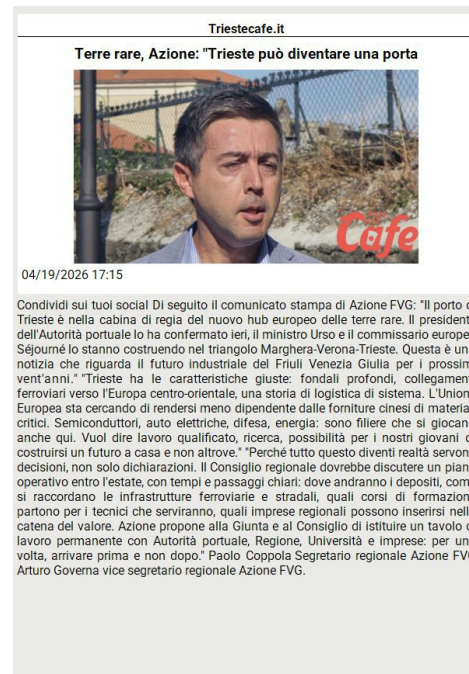 Triestecafe.it
Terre rare, Azione: "Trieste può diventare una porta
Cafe
04/19/2026 17:15
Condividi sui tuoi social Di seguito il comunicato stampa di Azione FVG: "Il porto
Trieste è nella cabina di regia del nuovo hub europeo delle terre rare. Il president
dell'Autorità portuale lo ha confermato ieri, il ministro Urso e il commissario europe
Séjourné lo stanno costruendo nel triangolo Marghera-Verona-Trieste. Questa è un
notizia che riguarda il futuro industriale del Friuli Venezia Giulia per i prossim
vent'anni." "Trieste ha le caratteristiche giuste: fondali profondi, collegamen
ferroviari verso l'Europa centro-orientale, una storia di logistica di sistema. L'Union
Europea sta cercando di rendersi meno dipendente dalle forniture cinesi di materia
critici. Semiconduttori, auto elettriche, difesa, energia: sono filiere che si giocan
anche qui. Vuol dire lavoro qualificato, ricerca, possibilità per i nostri giovani
costruirsi un futuro a casa e non altrove." "Perché tutto questo diventi realtà servon
decisioni, non solo dichiarazioni. Il Consiglio regionale dovrebbe discutere un pian
operativo entro l'estate, con tempi e passaggi chiari: dove andranno i depositi, com
si raccordano le infrastrutture ferroviarie e stradali, quali corsi di formazion
partono per i tecnici che serviranno, quali imprese regionali possono inserirsi nell
catena del valore. Azione propone alla Giunta e al Consiglio di istituire un tavolo
lavoro permanente con Autorità portuale, Regione, Università e imprese: per un
volta, arrivare prima e non dopo." Paolo Coppola Segretario regionale Azione FV
Arturo Governa vice segretario regionale Azione FVG.